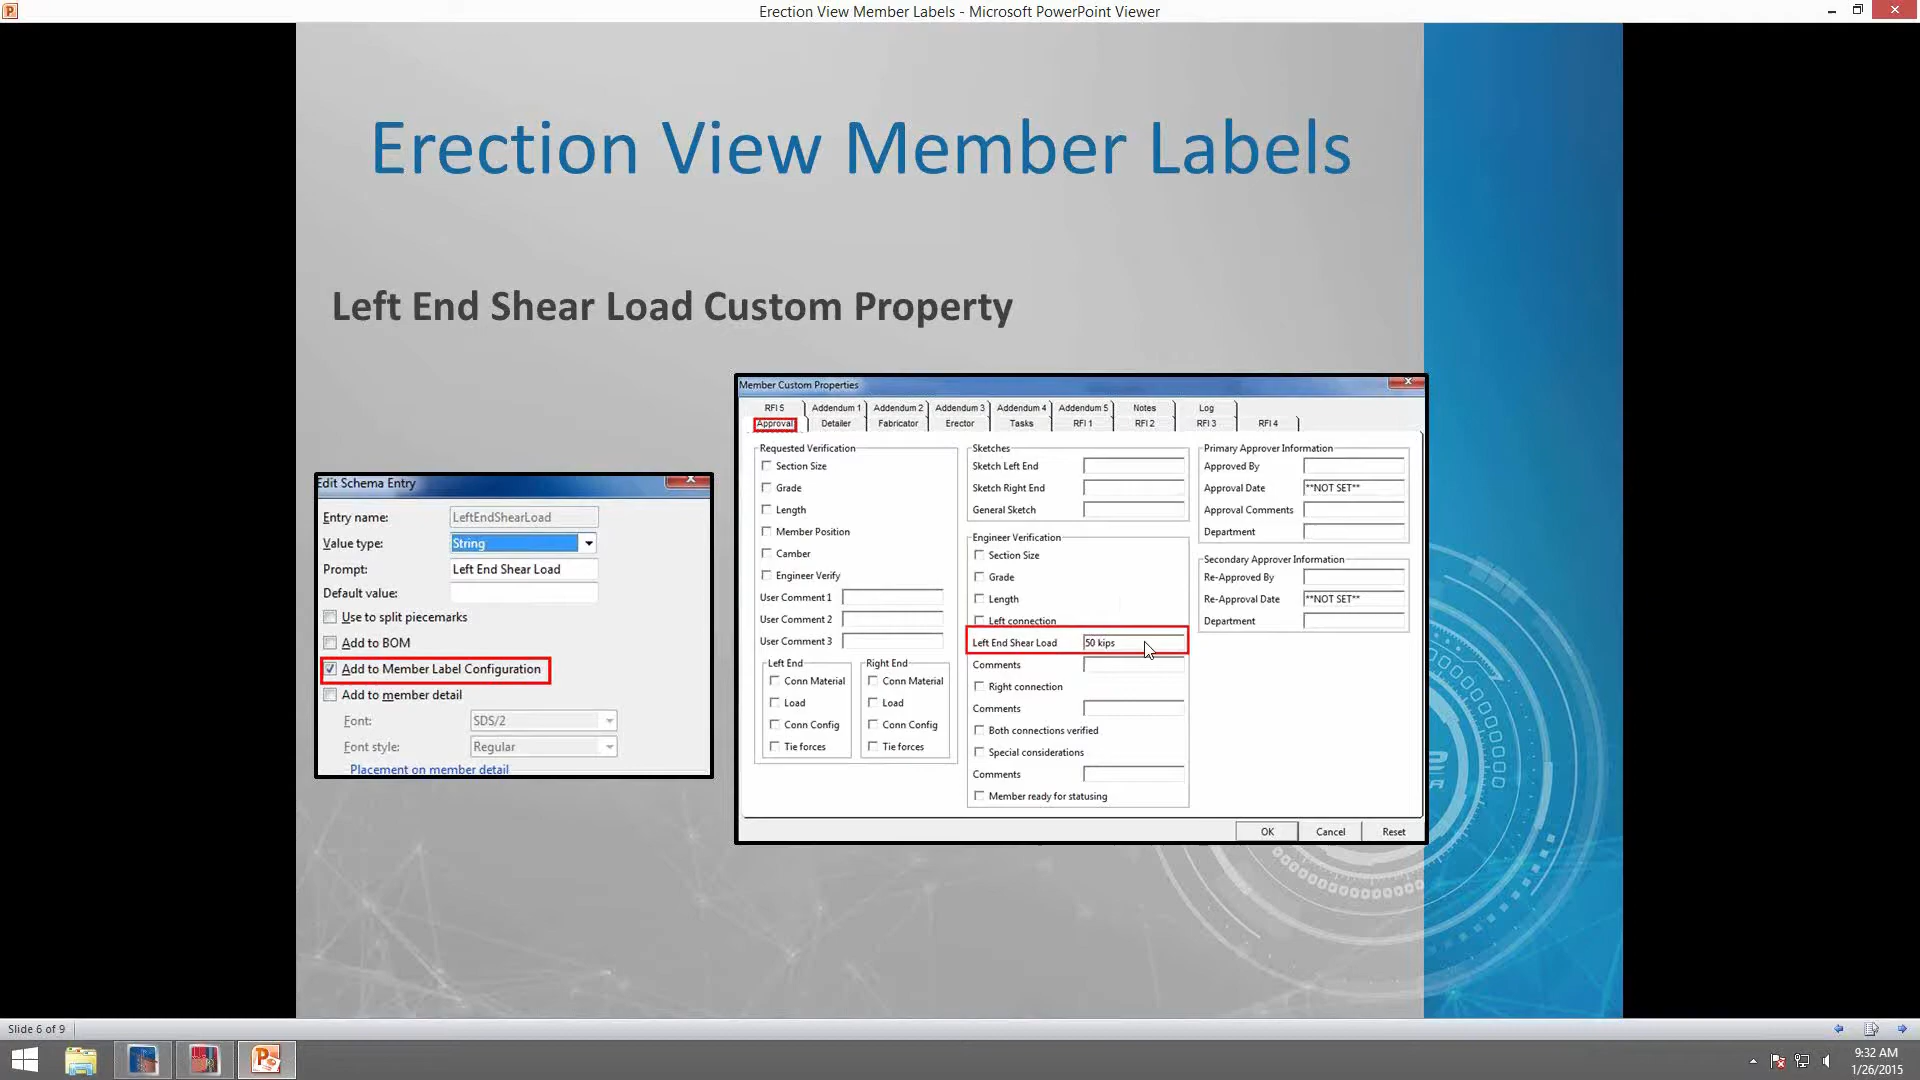 Erection View Member Labels - Microsoft PowerPoint Viewer
Erection View Member Labels
Left End Shear Load Custom Property
Edit Schema Entry
Entry name: LeftEndShearLoad
Value type: String
Prompt: Left End Shear Load
Default value:
Use to split piecemarks
Add to BOM
Add to Member Label Configuration
Add to member detail
Font: SDS/2
Font style: Regular
Placement on member detail
Member Custom Properties
RFI 5 Addendum 1 Addendum 2 Addendum 3 Addendum 4 Addendum 5 Notes Log
Approval Detailer Fabricator Erector Tasks RFI 1 RFI 2 RFI 3 RFI 4
Requested Verification
Section Size
Grade
Length
Member Position
Camber
Engineer Verify
User Comment 1
User Comment 2
User Comment 3
Left End
Conn Material
Load
Conn Config
Tie forces
Right End
Conn Material
Load
Conn Config
Tie forces
Sketches
Sketch Left End
Sketch Right End
General Sketch
Engineer Verification
Section Size
Grade
Length
Left connection
Left End Shear Load 50 kips
Comments
Right connection
Comments
Both connections verified
Special considerations
Comments
Member ready for statusing
Primary Approver Information
Approved By
Approval Date **NOT SET**
Approval Comments
Department
Secondary Approver Information
Re-Approved By
Re-Approval Date **NOT SET**
Department
OK Cancel Reset
Slide 6 of 9
9:32 AM
1/26/2015